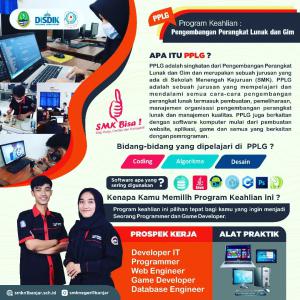 DISDIK
PPLG
Program Keahlian :
Pengembangan Perangkat Lunak dan Gim
APA ITU PPLG ?
PPLG adalah singkatan dari Pengembangan Perangkat
Lunak dan Gim dan merupakan sebuah jurusan yang
ada di Sekolah Menengah Kejuruan (SMK). PPLG
adalah sebuah jurusan yang mempelajari dan
mendalami semua cara-cara pengembangan
perangkat lunak termasuk pembuatan, pemeliharaan,
manajemen organisasi pengembangan perangkat
lunak dan manajemen kualitas. PPLG juga berkaitan
dengan software komputer mulai dari pembuatan
website, aplikasi, game dan semua yang berkaitan
dengan pemrograman.
SMK Bisa !
Bidang-bidang yang dipelajari di PPLG ?
Coding
Algoritma
Desain
Software apa yang
sering digunakan ?
Ps
Kenapa Kamu Memilih Program Keahlian ini ?
Program keahlian ini pilihan tepat bagi kamu yang ingin menjadi
Seorang Programmer dan Game Developer.
PROSPEK KERJA
Developer IT
Programmer
Web Engineer
Game Developer
Database Engineer
ALAT PRAKTIK
smkn1banjar.sch.id
smknegeri1banjar